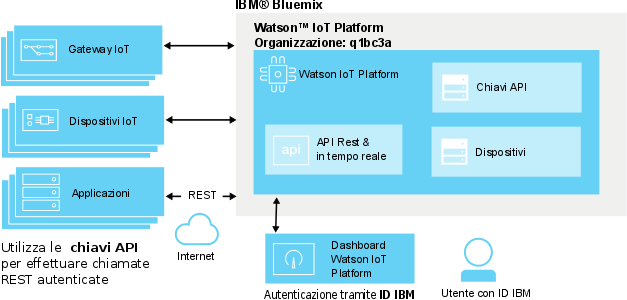 IBM® Bluemix
Watson™ IoT Platform
Organizzazione: q1bc3a
Gateway IoT
Watson IoT Platform
Chiavi API
Dispositivi IoT
api
API Rest &
in tempo reale
Dispositivi
Applicazioni
REST
Utilizza le chiavi API
per effettuare chiamate
REST autenticate
Internet
Dashboard
Watson IoT
Platform
Autenticazione tramite ID IBM
Utente con ID IBM